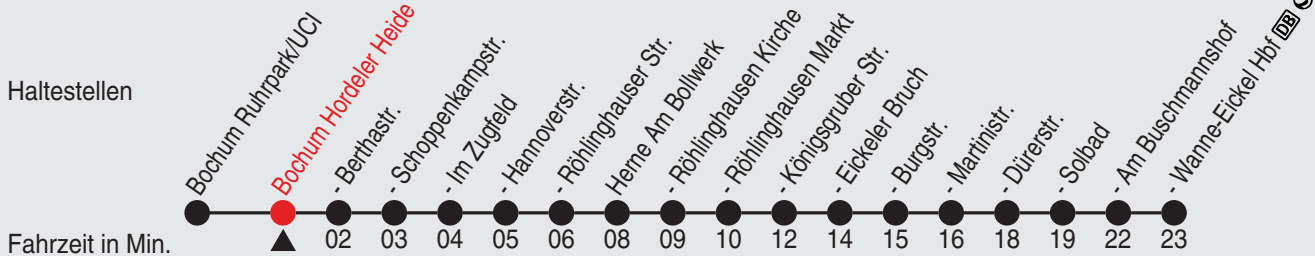 Haltestellen
Bochum Ruhrpark/UCI
Bochum Hordeler Heide
- Berthastr.
- Schoppenkampstr.
- Im Zugfeld
- Hannoverstr.
- Röhlinghauser Str.
Herne Am Bollwerk
- Röhlinghausen Kirche
- Röhlinghausen Markt
- Königsgruber Str.
- Eickeler Bruch
- Burgstr.
- Martinistr.
- Dürerstr.
- Solbad
- Am Buschmannshof
- Wanne-Eickel Hbf DB S
Fahrzeit in Min. 02 03 04 05 06 08 09 10 12 14 15 16 18 19 22 23